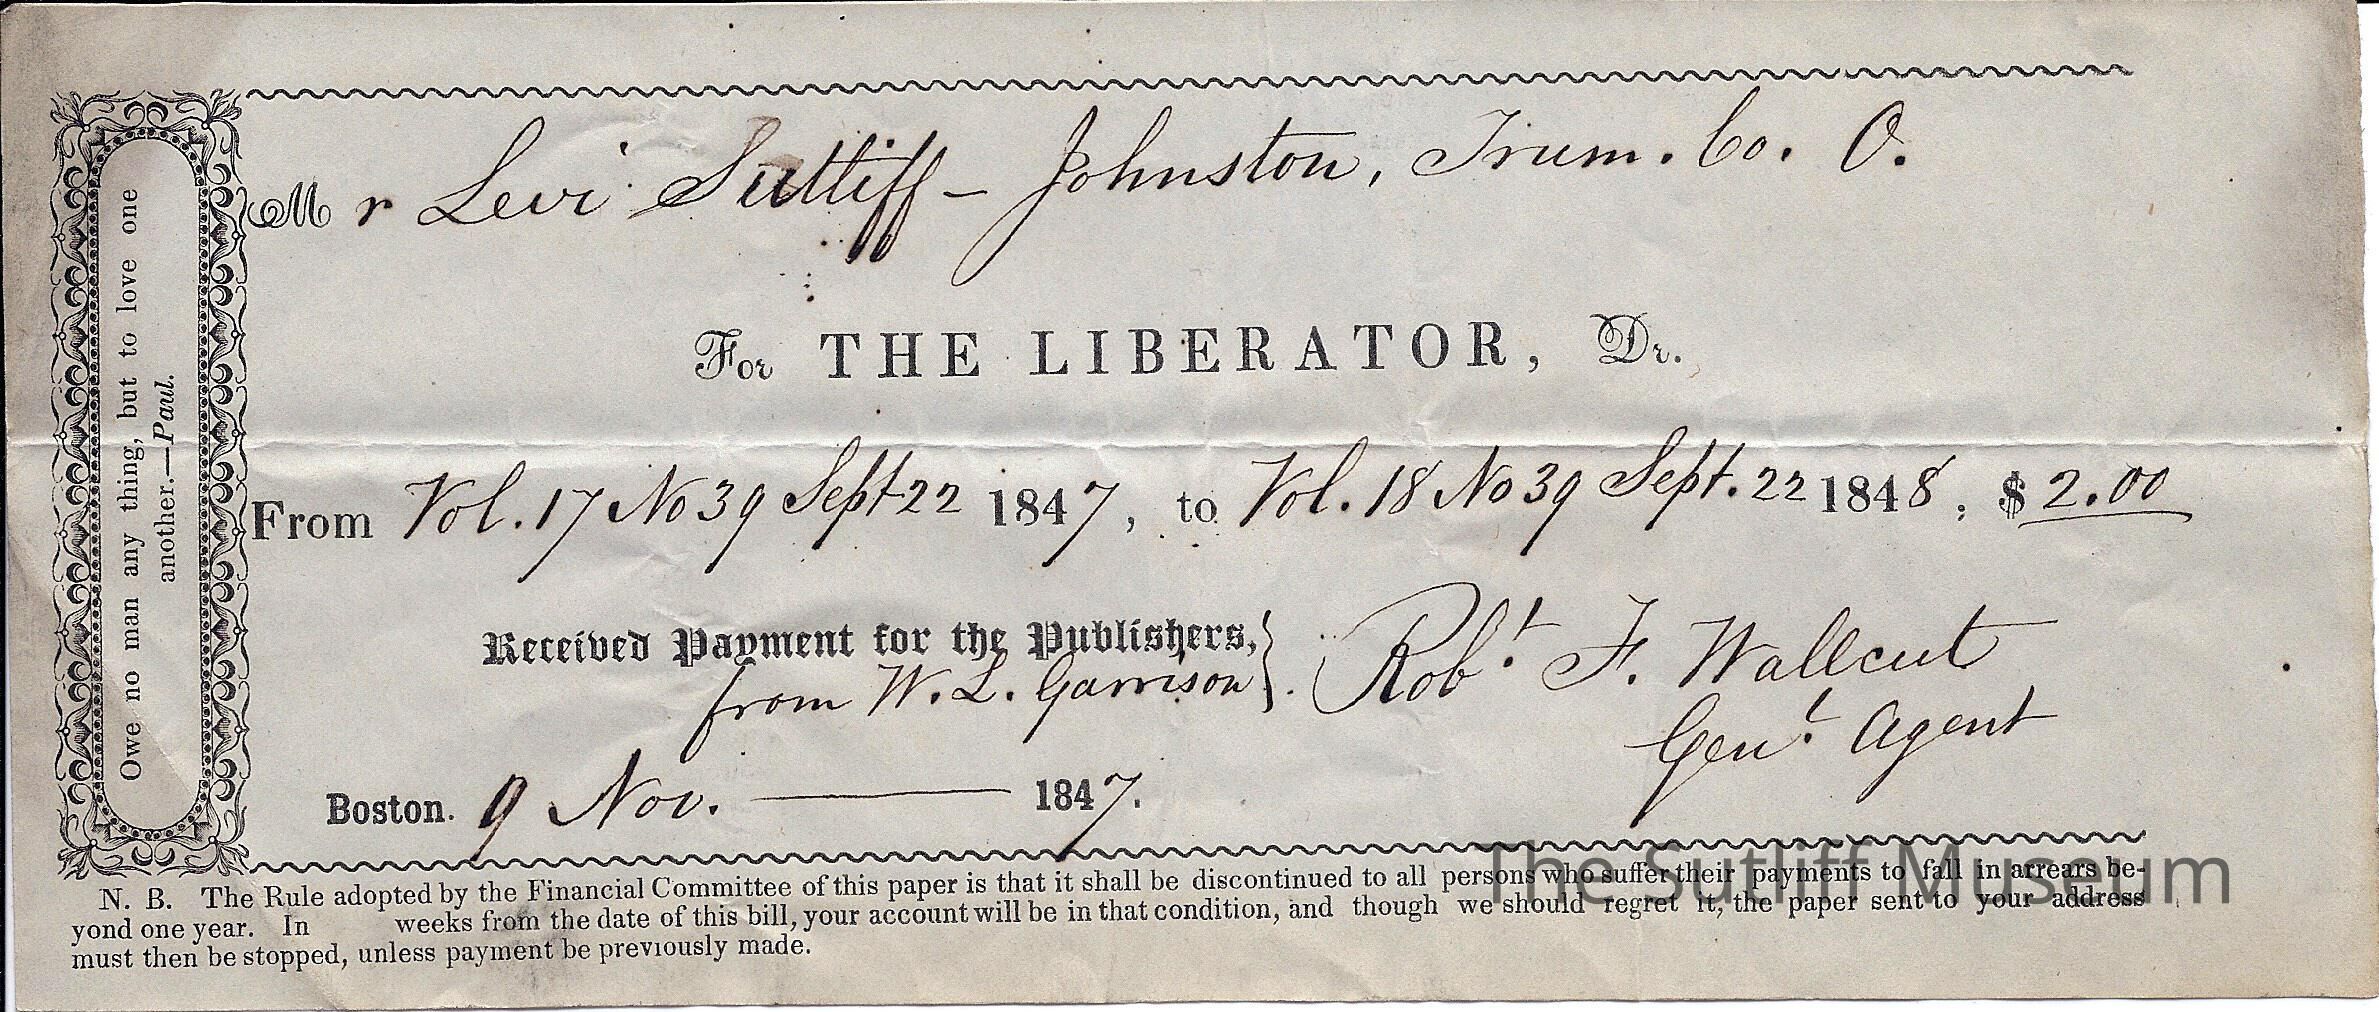 Owe no man any thing, but to love one
another.—Paul.
Mr Levi Sutliff - Johnston, Trum. Co. O.
For THE LIBERATOR, Dr.
From Vol. 17 No 39 Sept 22 1847, to Vol. 18 No 39 Sept. 22 1848, $ 2.00
Received Payment for the Publishers,
from W. L. Garrison } Robt. F. Wallcut
Genl. Agent
Boston. 9 Nov. —— 1847.
N. B. The Rule adopted by the Financial Committee of this paper is that it shall be discontinued to all persons who suffer their payments to fall in arrears be-
yond one year. In weeks from the date of this bill, your account will be in that condition, and though we should regret it, the paper sent to your address
must then be stopped, unless payment be previously made.
The Sutliff Museum